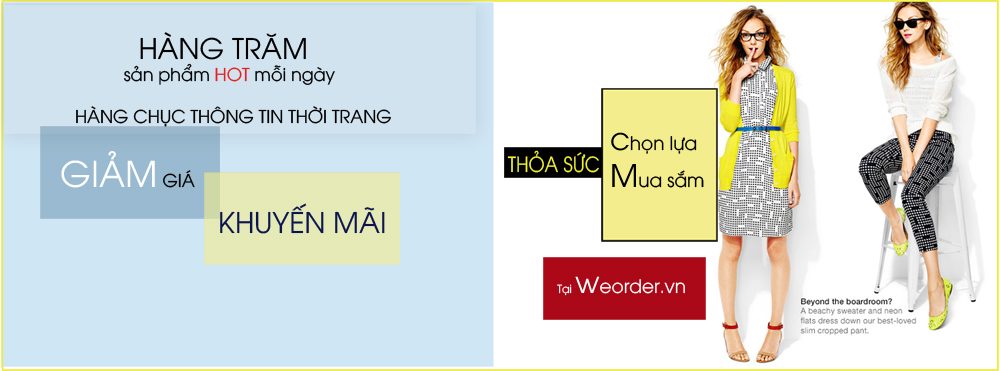 HÀNG TRĂM
sản phẩm HOT mỗi ngày
HÀNG CHỤC THÔNG TIN THỜI TRANG
GIẢM GIÁ
KHUYẾN MÃI
THỎA SỨC
Chọn lựa
Mua sắm
Tại Weorder.vn
Beyond the boardroom?
A beachy sweater and neon
flats dress down our best-loved
slim cropped pant.